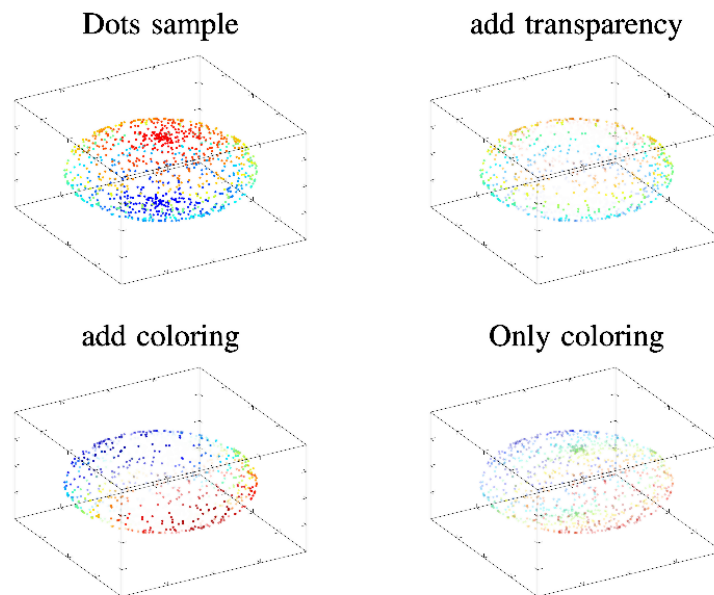 Dots sample
add transparency
add coloring
Only coloring